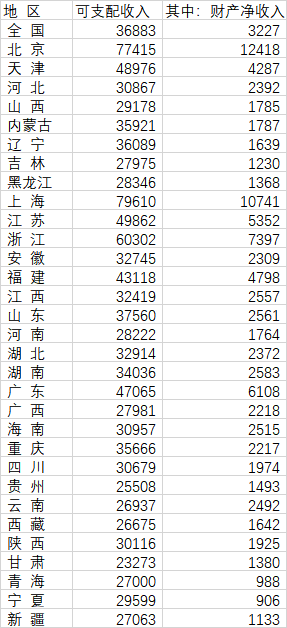 地 区 可支配收入 其中：财产净收入
全 国 36883 3227
北 京 77415 12418
天 津 48976 4287
河 北 30867 2392
山 西 29178 1785
内蒙古 35921 1787
辽 宁 36089 1639
吉 林 27975 1230
黑龙江 28346 1368
上 海 79610 10741
江 苏 49862 5352
浙 江 60302 7397
安 徽 32745 2309
福 建 43118 4798
江 西 32419 2557
山 东 37560 2561
河 南 28222 1764
湖 北 32914 2372
湖 南 34036 2583
广 东 47065 6108
广 西 27981 2218
海 南 30957 2515
重 庆 35666 2217
四 川 30679 1974
贵 州 25508 1493
云 南 26937 2492
西 藏 26675 1642
陕 西 30116 1925
甘 肃 23273 1380
青 海 27000 988
宁 夏 29599 906
新 疆 27063 1133